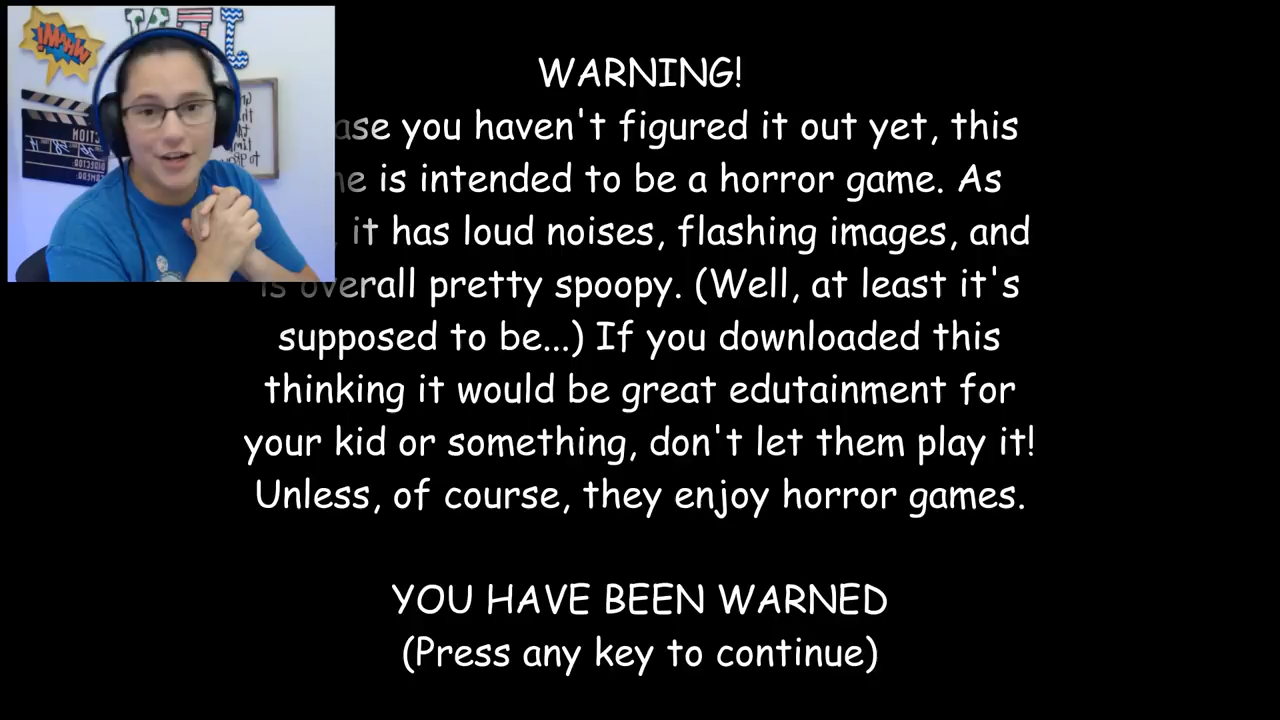 WARNING!
ase you haven't figured it out yet, this
is intended to be a horror game. As
it has loud noises, flashing images, and
is overall pretty spoopy. (Well, at least it's
supposed to be...) If you downloaded this
thinking it would be great edutainment for
your kid or something, don't let them play it!
Unless, of course, they enjoy horror games.
YOU HAVE BEEN WARNED
(Press any key to continue)